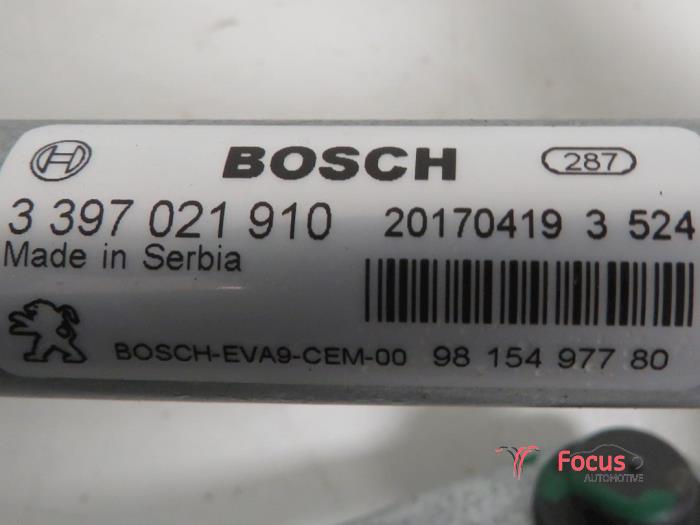 BOSCH 287
3 397 021 910 20170419 3 524
Made in Serbia
BOSCH-EVA9-CEM-00 98 154 977 80
Focus
AUTOMOTIVE